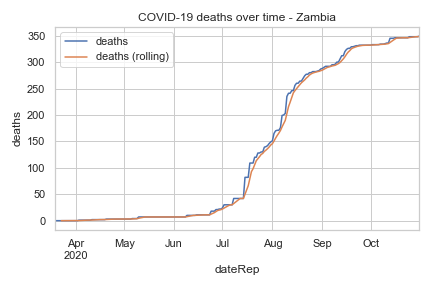 COVID-19 deaths over time - Zambia
deaths
deaths (rolling)
350
300
250
200
150
100
50
0
deaths
Apr May Jun Jul Aug Sep Oct
2020
dateRep